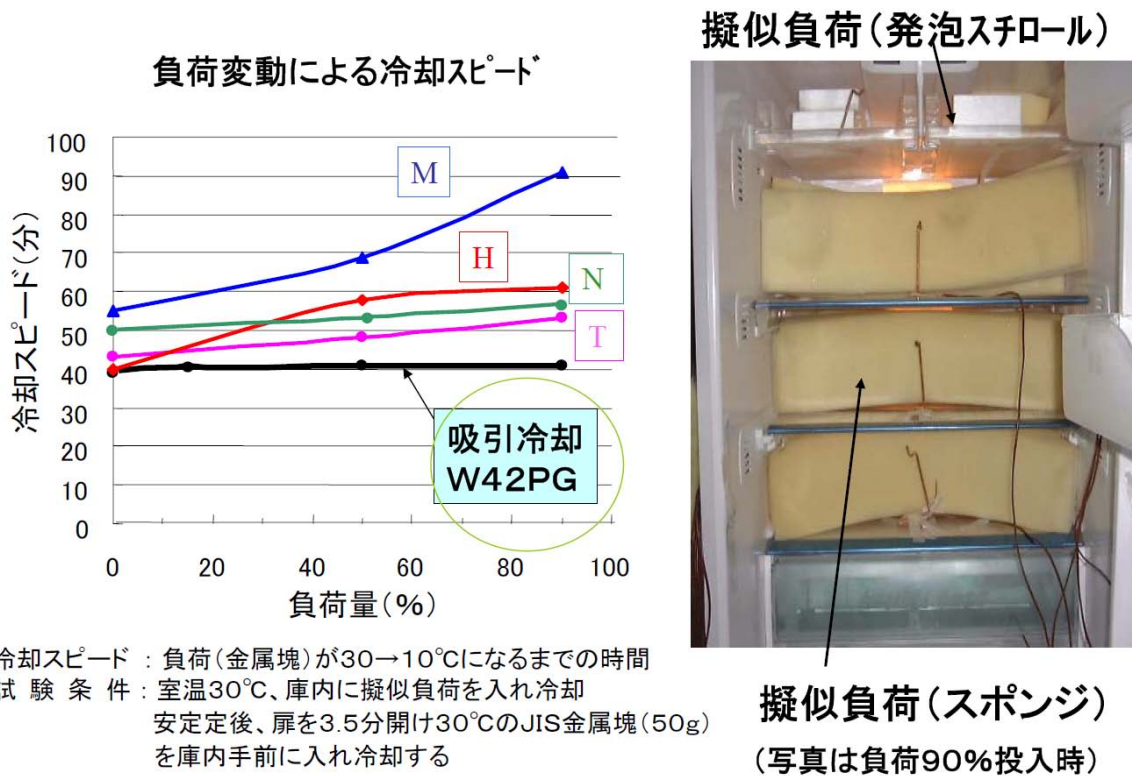 擬似負荷(発泡スチロール)
負荷変動による冷却スピード
冷却スピード(分)
100
90
80
70
60
50
40
30
20
10
0
M
H
N
T
吸引冷却
W42PG
0 20 40 60 80 100
負荷量(%)
冷却スピード : 負荷(金属塊)が30→10℃になるまでの時間
試 験 条 件 : 室温30℃、庫内に擬似負荷を入れ冷却
安定定後、扉を3.5分開け30℃のJIS金属塊(50g)
を庫内手前に入れ冷却する
擬似負荷(スポンジ)
(写真は負荷90%投入時)